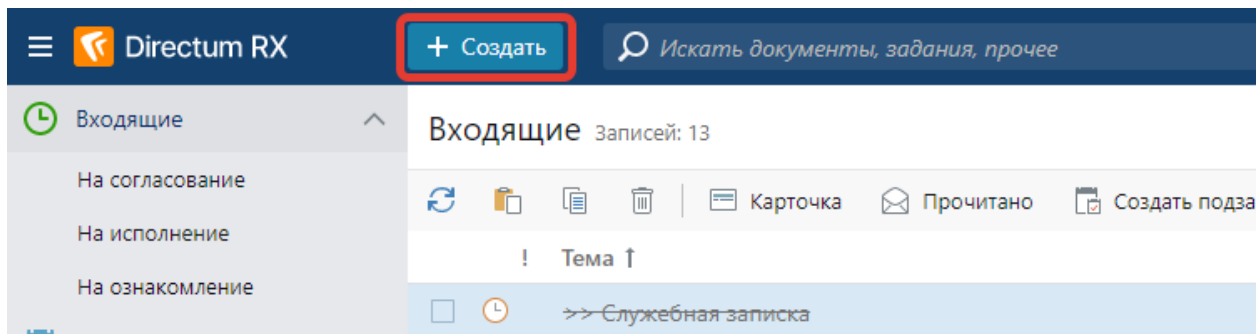 Directum RX
+ Создать
Искать документы, задания, прочее
Входящие
Входящие Записей: 13
На согласование
Карточка Прочитано Создать подза
На исполнение
! Тема ↑
На ознакомление
>> Служебная записка